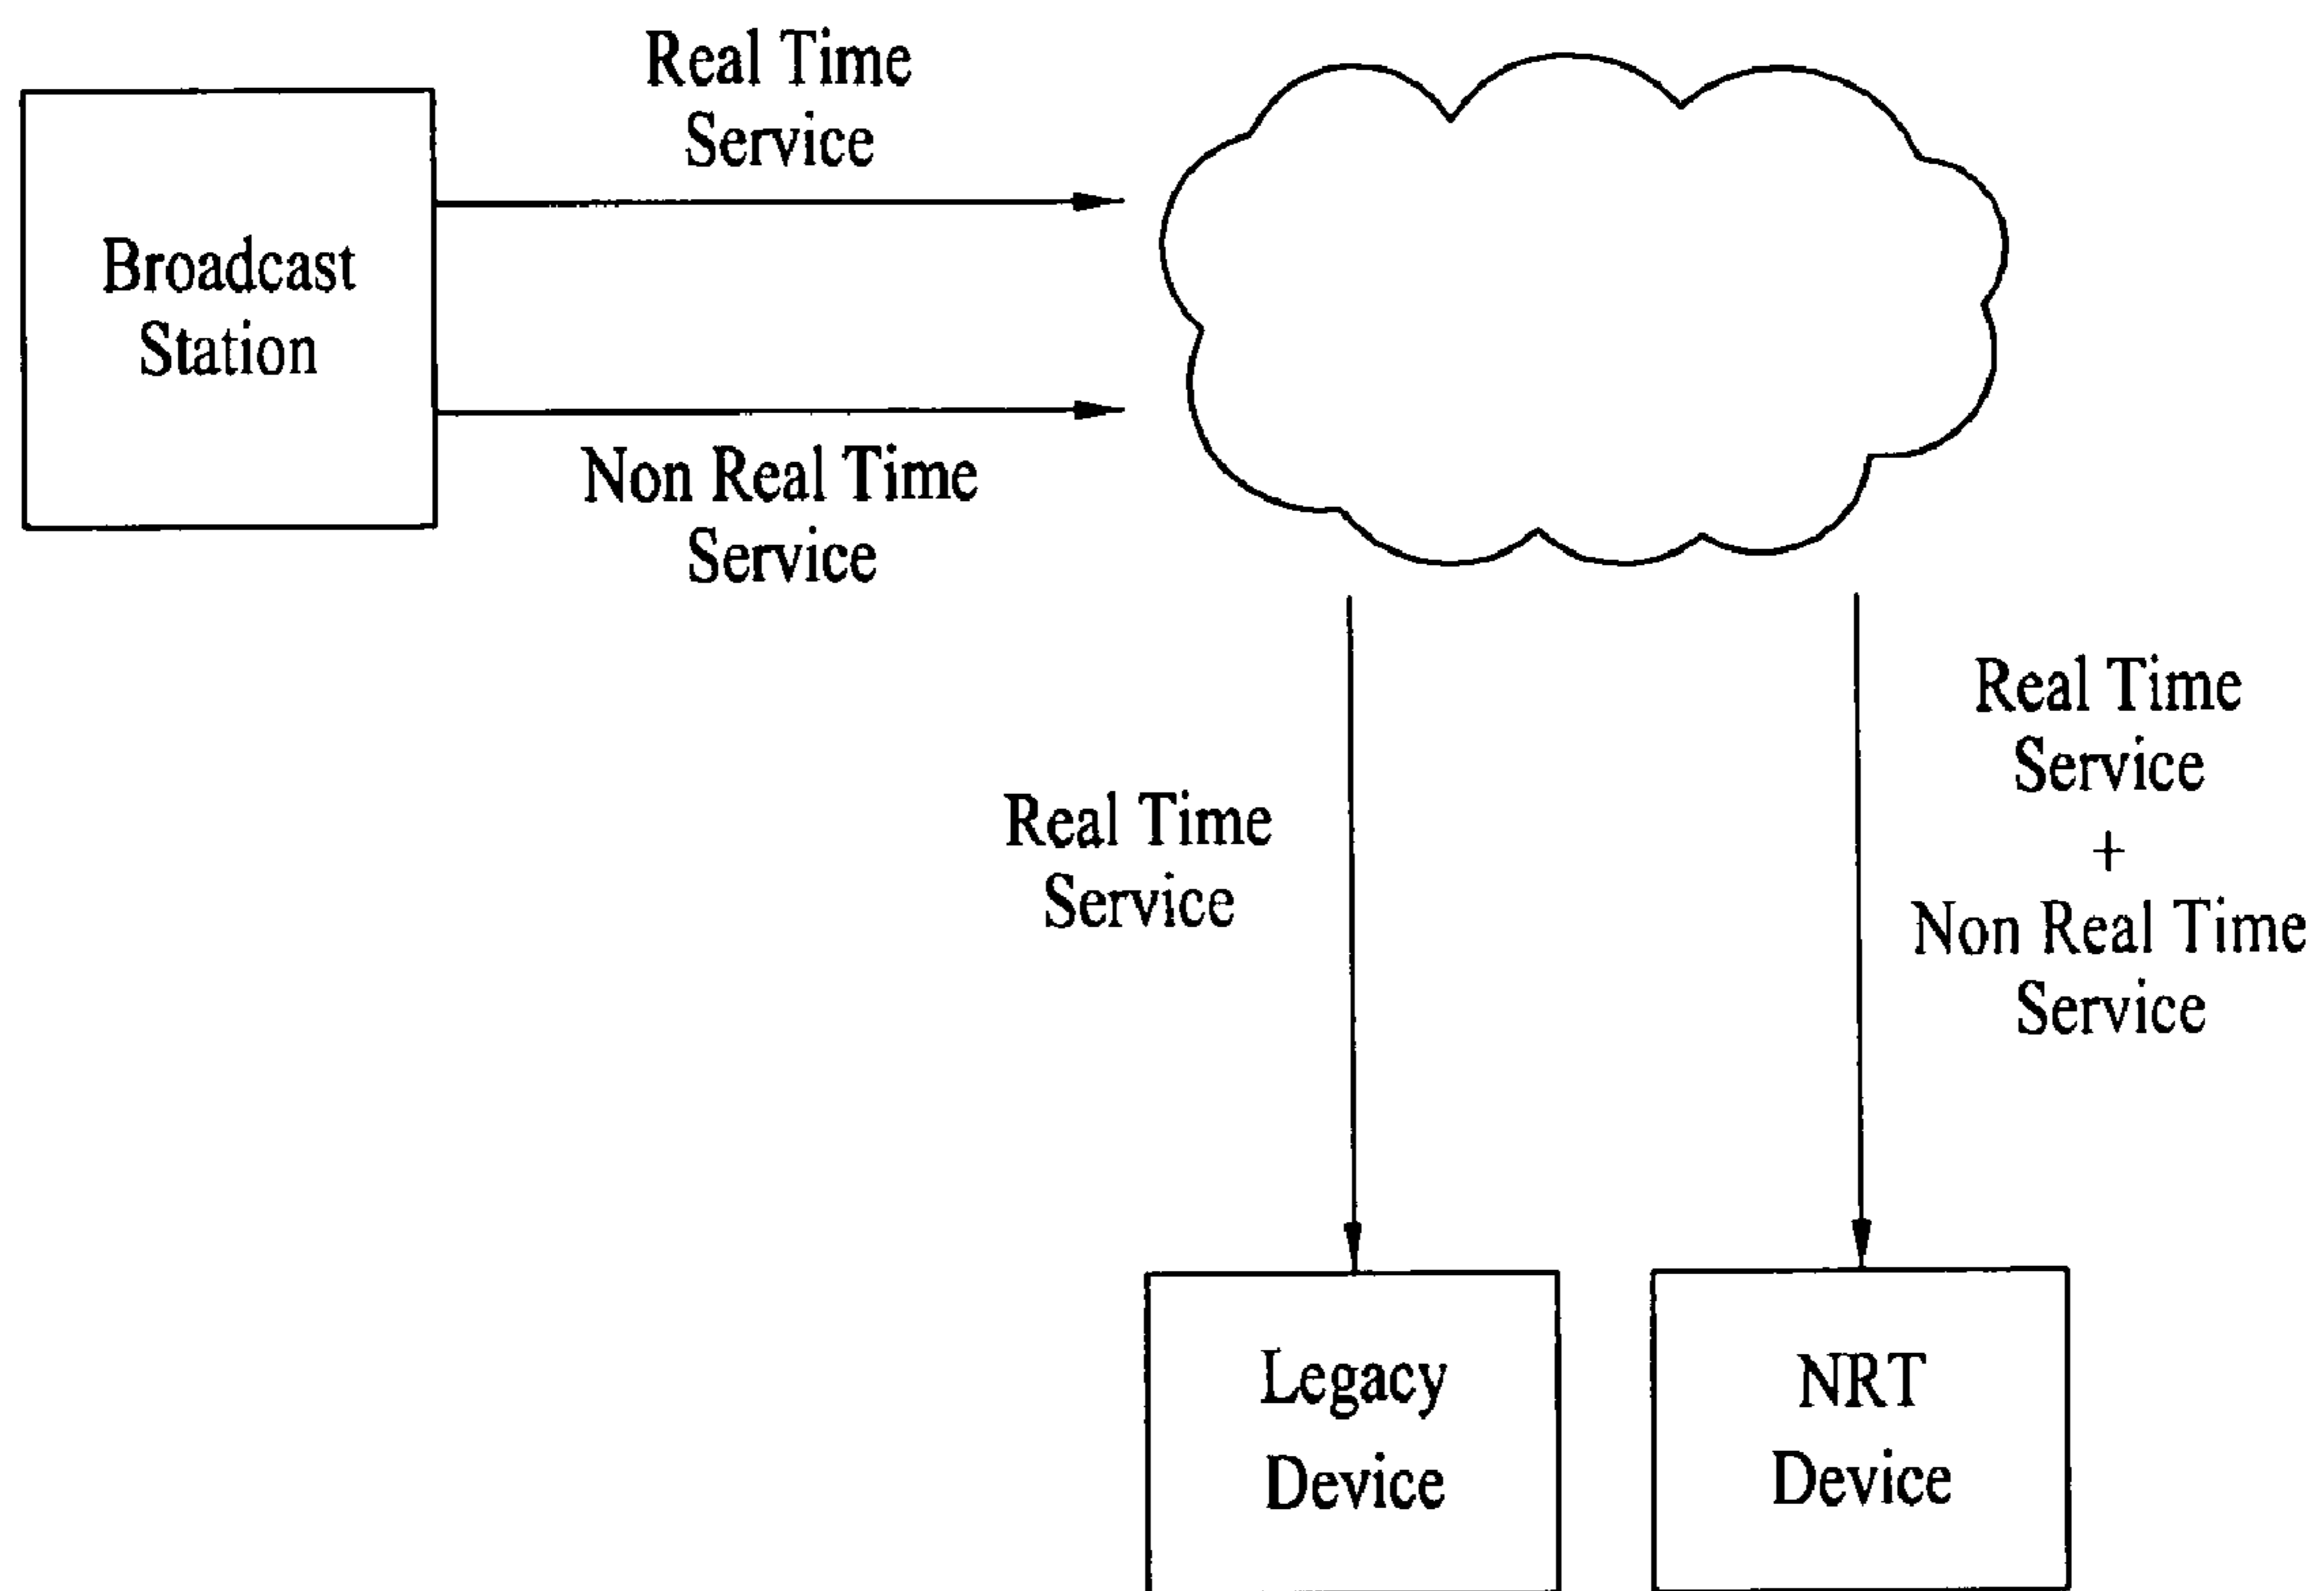 Real Time
Service
Broadcast
Station
Non Real Time
Service
Real Time
Service
Real Time
Service
+
Non Real Time
Service
Legacy
Device
NRT
Device